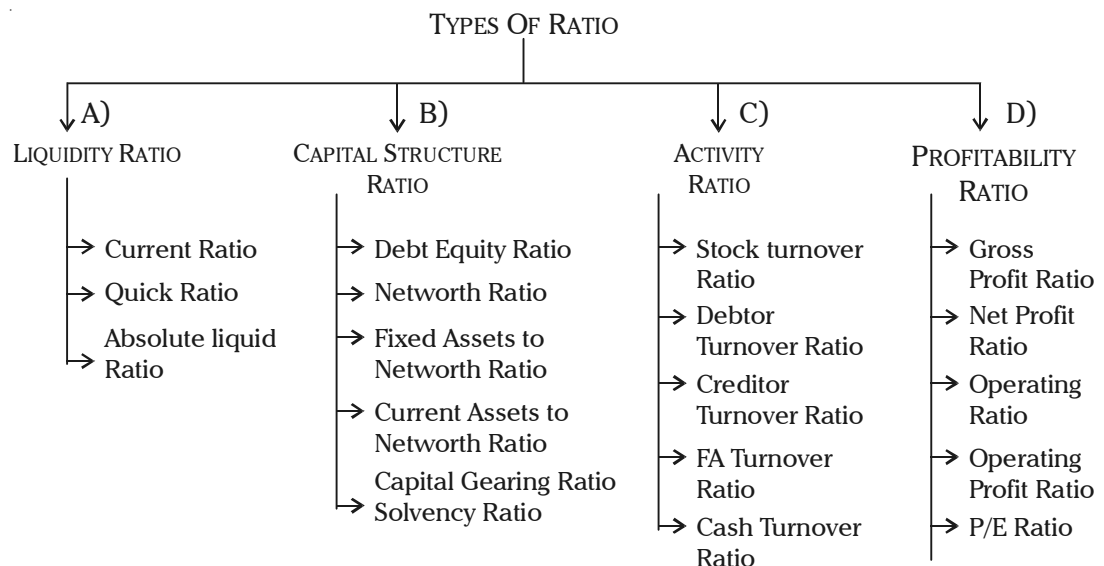 TYPES OF RATIO
A)
LIQUIDITY RATIO
Current Ratio
Quick Ratio
Absolute liquid
Ratio
B)
CAPITAL STRUCTURE
RATIO
Debt Equity Ratio
Networth Ratio
Fixed Assets to
Networth Ratio
Current Assets to
Networth Ratio
Capital Gearing Ratio
Solvency Ratio
C)
ACTIVITY
RATIO
Stock turnover
Ratio
Debtor
Turnover Ratio
Creditor
Turnover Ratio
FA Turnover
Ratio
Cash Turnover
Ratio
D)
PROFITABILITY
RATIO
Gross
Profit Ratio
Net Profit
Ratio
Operating
Ratio
Operating
Profit Ratio
P/E Ratio